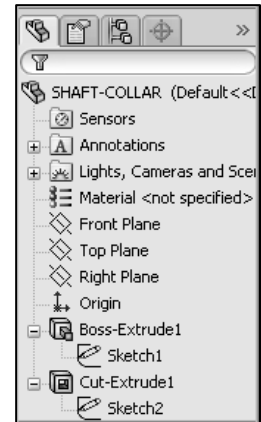 SHAFT-COLLAR (Default<<D
Sensors
A Annotations
Lights, Cameras and Scen
Material <not specified>
Front Plane
Top Plane
Right Plane
Origin
Boss-Extrude1
Sketch1
Cut-Extrude1
Sketch2